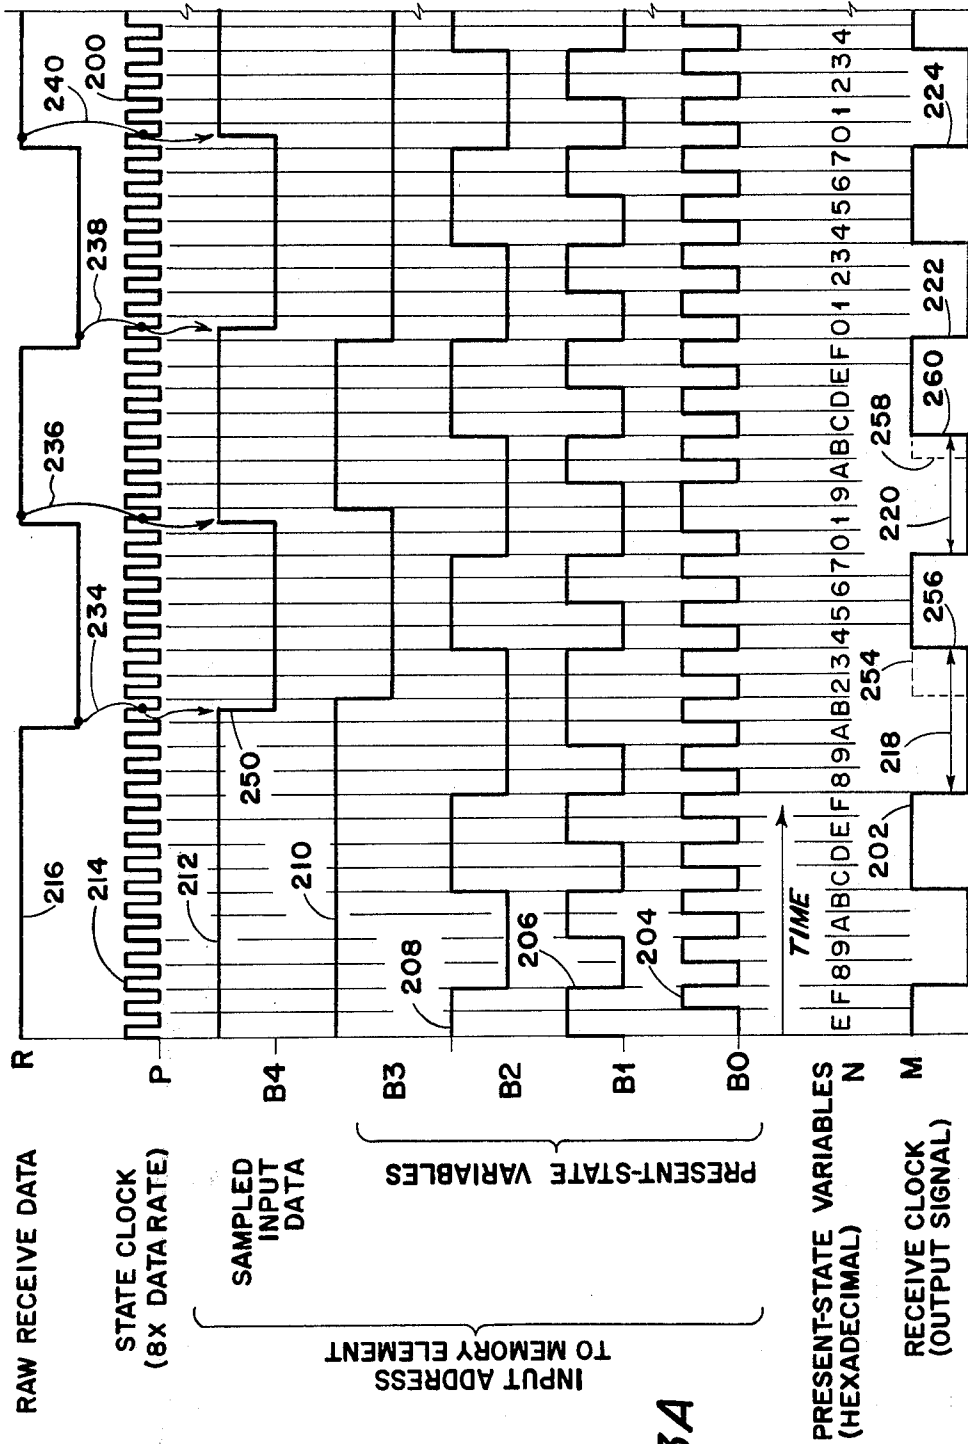 RAW RECEIVE DATA
R
216
234
236
238
240
STATE CLOCK
(8X DATA RATE)
P
214
200
SAMPLED
INPUT
DATA
B4
212
250
INPUT ADDRESS
TO MEMORY ELEMENT
PRESENT-STATE VARIABLES
B3
210
B2
208
B1
206
B0
204
TIME
PRESENT-STATE VARIABLES
(HEXADECIMAL)
N
E F 8 9 A B C D E F 8 9 A B 2 3 4 5 6 7 0 1 9 A B C D E F 0 1 2 3 4 5 6 7 0 1 2 3 4
RECEIVE CLOCK
(OUTPUT SIGNAL)
M
202
218
254
256
220
258
260
222
224
3A